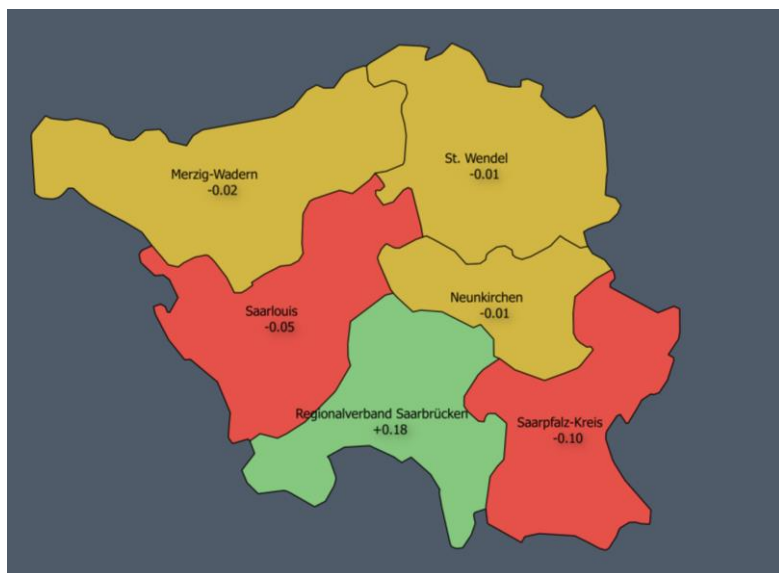 St. Wendel
-0.01
Merzig-Wadern
-0.02
Neunkirchen
-0.01
Saarlouis
-0.05
Regionalverband Saarbrücken
+0.18
Saarpfalz-Kreis
-0.10